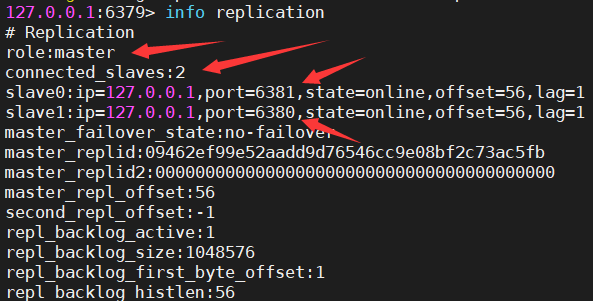 127.0.0.1:6379> info replication
# Replication
role:master
connected_slaves:2
slave0:ip=127.0.0.1,port=6381,state=online,offset=56,lag=1
slave1:ip=127.0.0.1,port=6380,state=online,offset=56,lag=1
master_failover_state:no-failover
master_replid:09462ef99e52aadd9d76546cc9e08bf2c73ac5fb
master_replid2:0000000000000000000000000000000000000000
master_repl_offset:56
second_repl_offset:-1
repl_backlog_active:1
repl_backlog_size:1048576
repl_backlog_first_byte_offset:1
repl_backlog_histlen:56